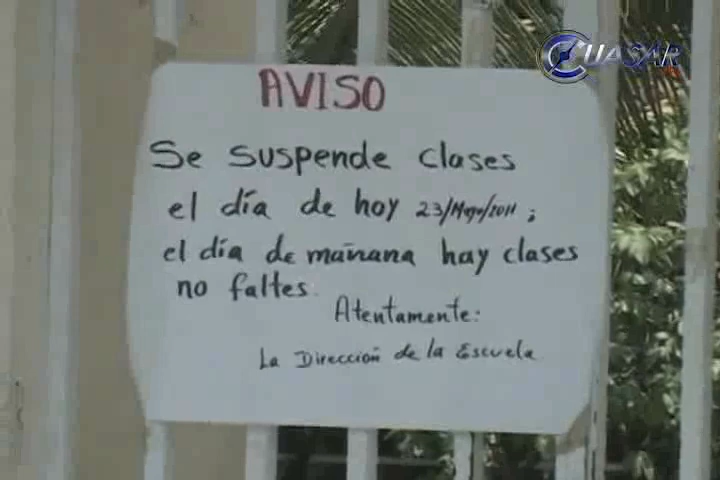 CUASAR
AVISO
Se suspende clases
el día de hoy 23/Mayo/2011;
el día de mañana hay clases
no faltes.
Atentamente:
La Dirección de la Escuela